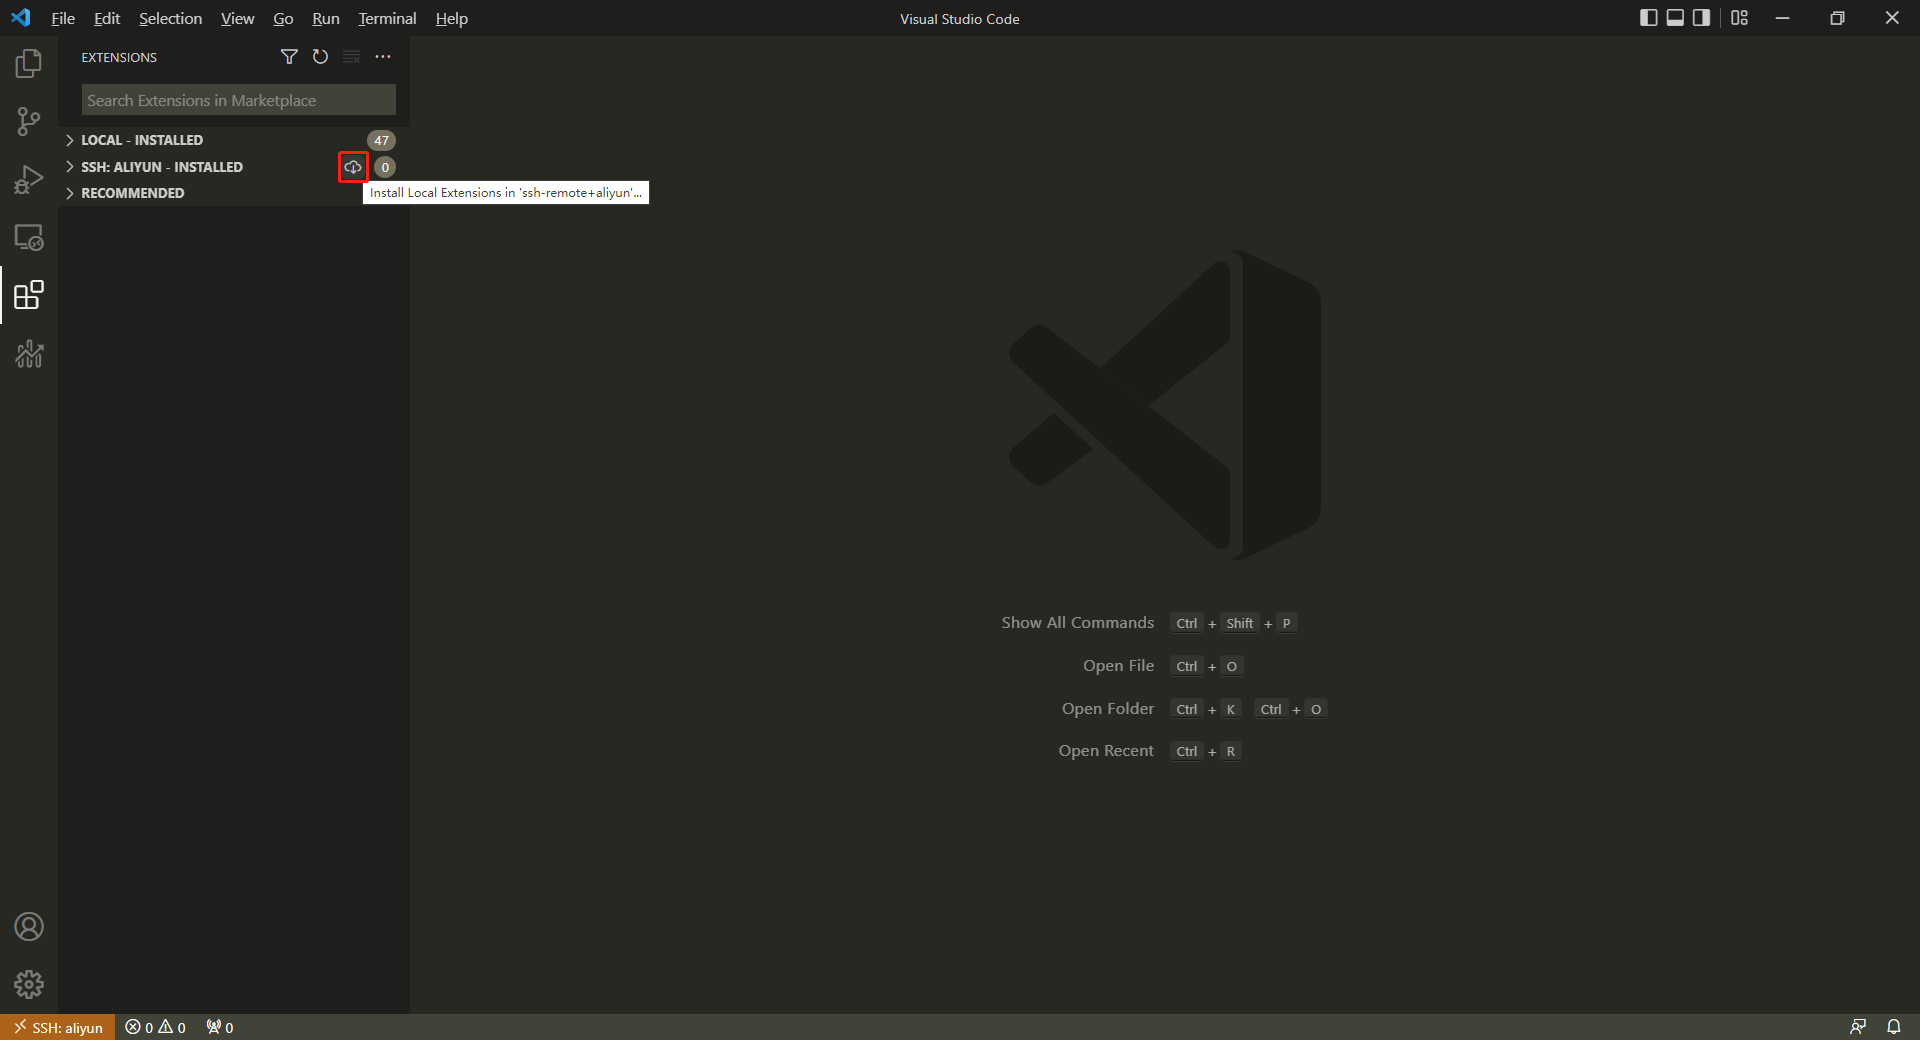 File Edit Selection View Go Run Terminal Help
Visual Studio Code
EXTENSIONS
Search Extensions in Marketplace
LOCAL - INSTALLED 47
SSH: ALIYUN - INSTALLED 0
RECOMMENDED
Install Local Extensions in 'ssh-remote+aliyun'...
Show All Commands Ctrl + Shift + P
Open File Ctrl + O
Open Folder Ctrl + K Ctrl + O
Open Recent Ctrl + R
SSH: aliyun 0 0 0